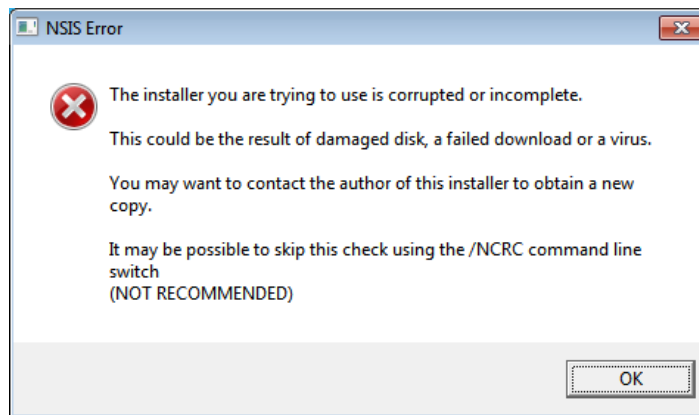 NSIS Error
The installer you are trying to use is corrupted or incomplete.
This could be the result of damaged disk, a failed download or a virus.
You may want to contact the author of this installer to obtain a new
copy.
It may be possible to skip this check using the /NCRC command line
switch
(NOT RECOMMENDED)
OK